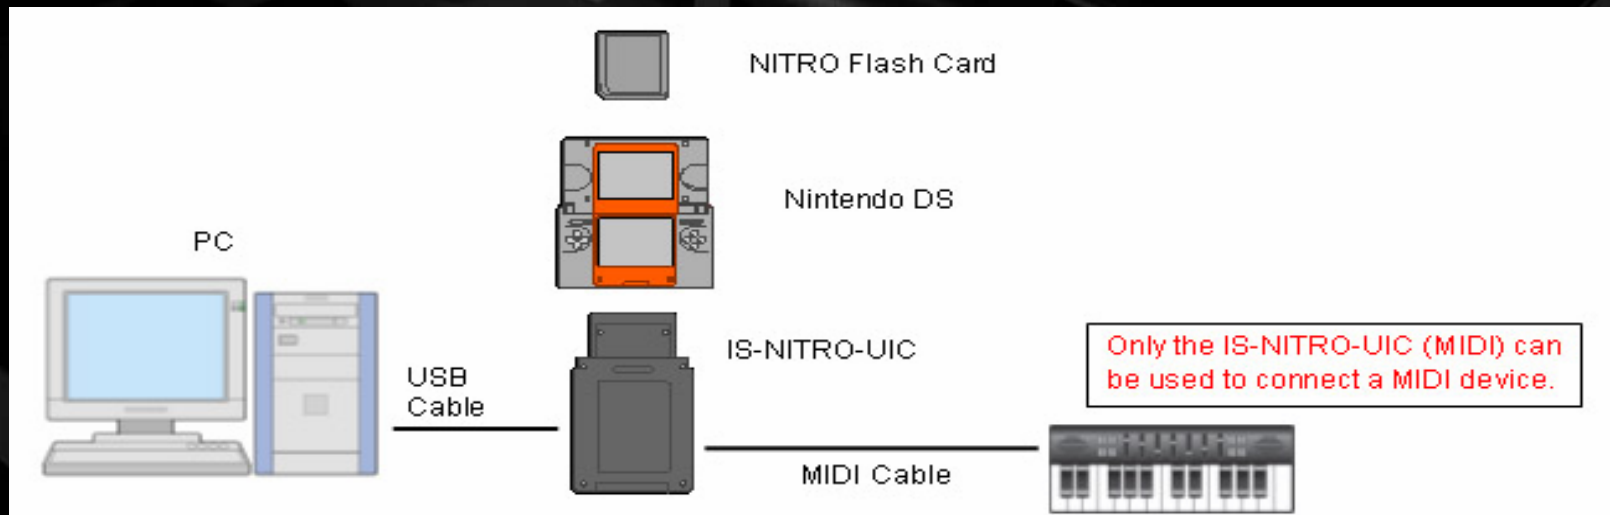 NITRO Flash Card
Nintendo DS
PC
IS-NITRO-UIC
Only the IS-NITRO-UIC (MIDI) can
be used to connect a MIDI device.
USB
Cable
MIDI Cable